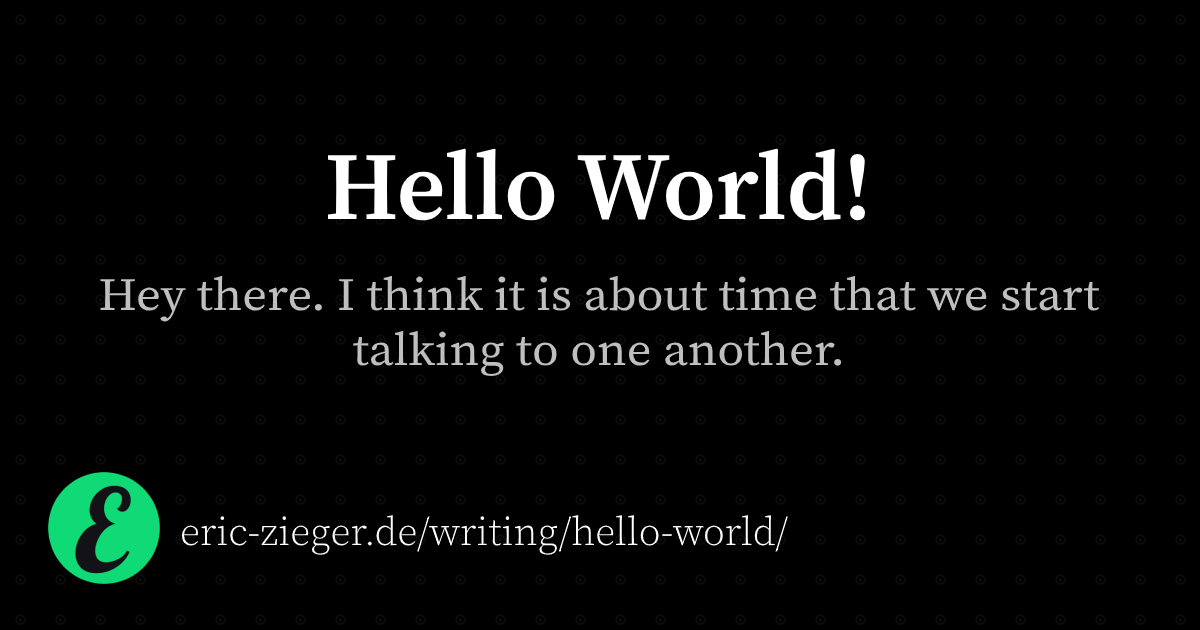 Hello World!
Hey there. I think it is about time that we start
talking to one another.
E
eric-zieger.de/writing/hello-world/